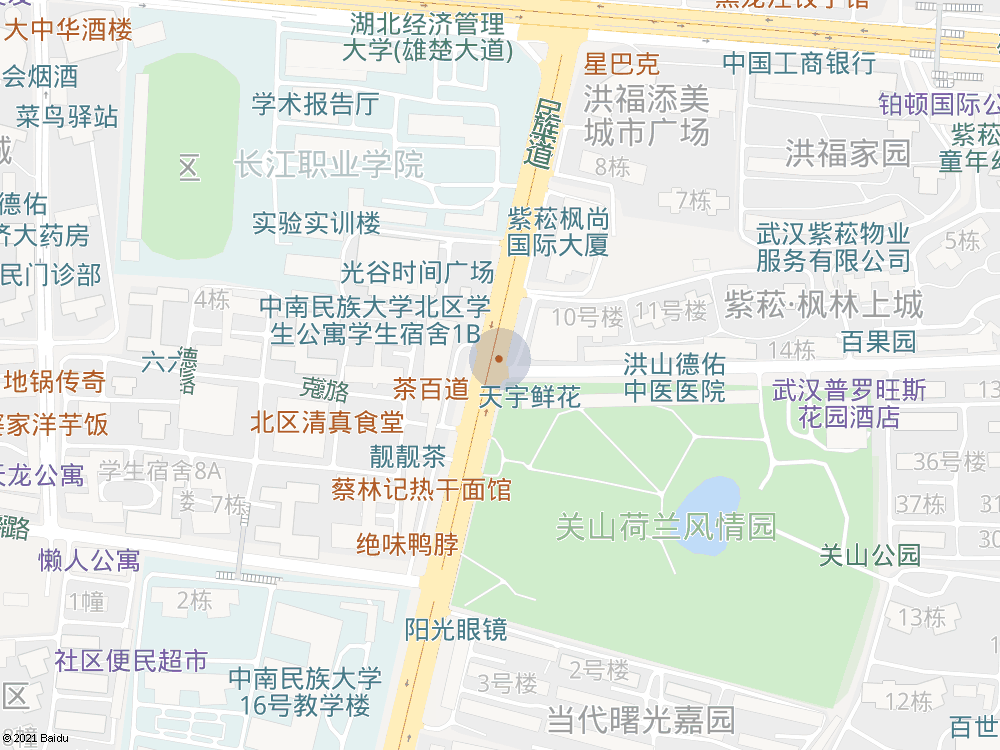 湖北经济管理
大学(雄楚大道)
大中华酒楼
星巴克
中国工商银行
会烟酒
菜鸟驿站
学术报告厅
民族大道
洪福添美
城市广场
铂顿国际公
紫菘
童年
区
长江职业学院
8栋
洪福家园
7栋
德佑
大药房
民门诊部
实验实训楼
紫菘枫尚
国际大厦
武汉紫菘物业
服务有限公司
5栋
光谷时间广场
4栋
中南民族大学北区学
生公寓学生宿舍1B
10号楼
11号楼
紫菘·枫林上城
14栋
百果园
德修路
地锅传奇
茶百道
天宇鲜花
洪山德佑
中医医院
武汉普罗旺斯
花园酒店
13
家洋芋饭
北区清真食堂
靓靓茶
天龙公寓
学生宿舍8A
7栋
蔡林记热干面馆
36号楼
37栋
关山荷兰风情园
30
懒人公寓
绝味鸭脖
关山公园
1幢
2栋
13栋
阳光眼镜
社区便民超市
中南民族大学
16号教学楼
2号楼
3号楼
区
12栋
当代曙光嘉园
百世
© 2021 Baidu